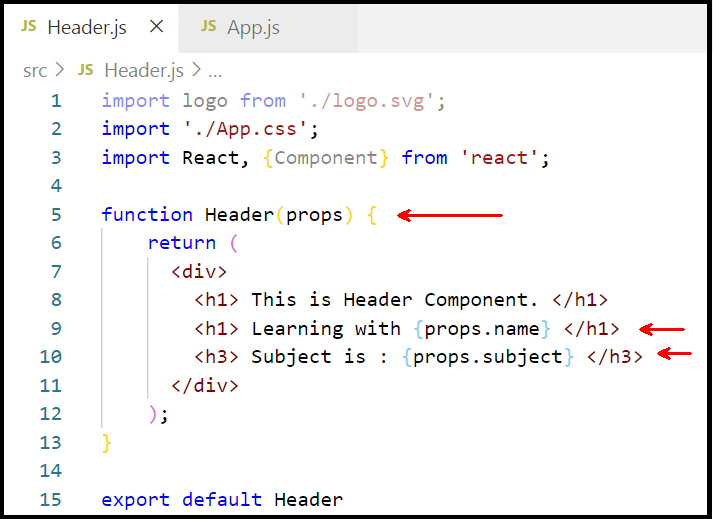 JS Header.js × JS App.js
src > JS Header.js > ...
1 import logo from './logo.svg';
2 import './App.css';
3 import React, {Component} from 'react';
4
5 function Header(props) {
6 return (
7 <div>
8 <h1> This is Header Component. </h1>
9 <h1> Learning with {props.name} </h1>
10 <h3> Subject is : {props.subject} </h3>
11 </div>
12 );
13 }
14
15 export default Header